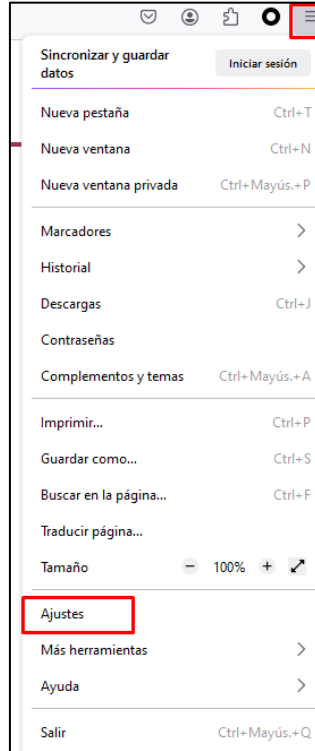 Sincronizar y guardar
datos
Iniciar sesión
Nueva pestaña Ctrl+T
Nueva ventana Ctrl+N
Nueva ventana privada Ctrl+Mayús.+P
Marcadores
Historial
Descargas Ctrl+J
Contraseñas
Complementos y temas Ctrl+Mayús.+A
Imprimir... Ctrl+P
Guardar como... Ctrl+S
Buscar en la página... Ctrl+F
Traducir página...
Tamaño − 100% +
Ajustes
Más herramientas
Ayuda
Salir Ctrl+Mayús.+Q